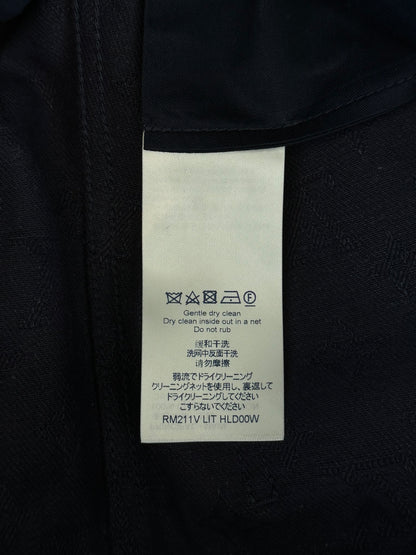 Gentle dry clean
Dry clean inside out in a net
Do not rub
缓和干洗
洗网中反面干洗
请勿摩擦
弱流でドライクリーニング
クリーニングネットを使用し、裏返して
ドライクリーニングしてください
こすらないでください
RM211V LIT HLD00W